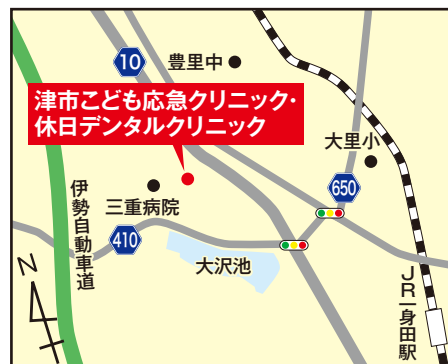 10
豊里中
津市こども応急クリニック・
休日デンタルクリニック
大里小
650
三重病院
伊勢自動車道
410
大沢池
N
JR一身田駅